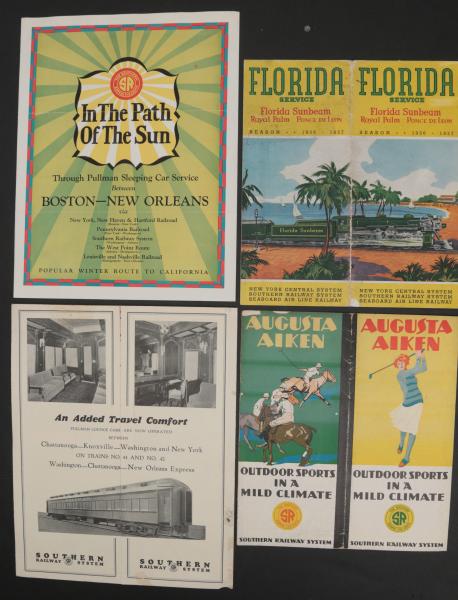 SR
In The Path
Of The Sun
Through Pullman Sleeping Car Service
Between
BOSTON—NEW ORLEANS
via
New York, New Haven & Hartford Railroad
Pennsylvania Railroad
Southern Railway System
The West Point Route
Louisville and Nashville Railroad
POPULAR WINTER ROUTE TO CALIFORNIA
FLORIDA
SERVICE
Florida Sunbeam
Royal Palm PONCE DE LEON
SEASON 1936 - 1937
Florida Sunbeam
NEW YORK CENTRAL SYSTEM
SOUTHERN RAILWAY SYSTEM
SEABOARD AIR LINE RAILWAY
FLORIDA
SERVICE
Florida Sunbeam
Royal Palm PONCE DE LEON
SEASON 1936 - 1937
NEW YORK CENTRAL SYSTEM
SOUTHERN RAILWAY SYSTEM
SEABOARD AIR LINE RAILWAY
An Added Travel Comfort
PULLMAN LOUNGE CARS ARE NOW OPERATED
BETWEEN
Chattanooga—Knoxville—Washington and New York
ON TRAINS NO. 41 AND NO. 42
Washington—Chattanooga—New Orleans Express
SOUTHERN
RAILWAY SYSTEM
SOUTHERN
RAILWAY SYSTEM
AUGUSTA
AIKEN
OUTDOOR SPORTS
IN A
MILD CLIMATE
SR
SOUTHERN RAILWAY SYSTEM
AUGUSTA
AIKEN
OUTDOOR SPORTS
IN A
MILD CLIMATE
SR
SOUTHERN RAILWAY SYSTEM